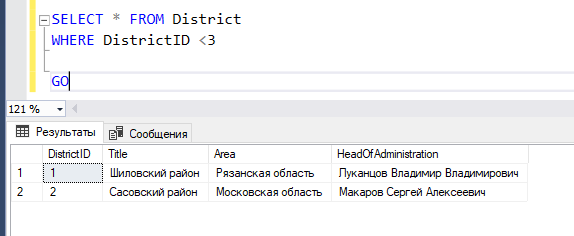 SELECT * FROM District
WHERE DistrictID <3
GO
121 %
Результаты Сообщения
DistrictID Title Area HeadOfAdministration
1 1 Шиловский район Рязанская область Луканцов Владимир Владимирович
2 2 Сасовский район Московская область Макаров Сергей Алексеевич